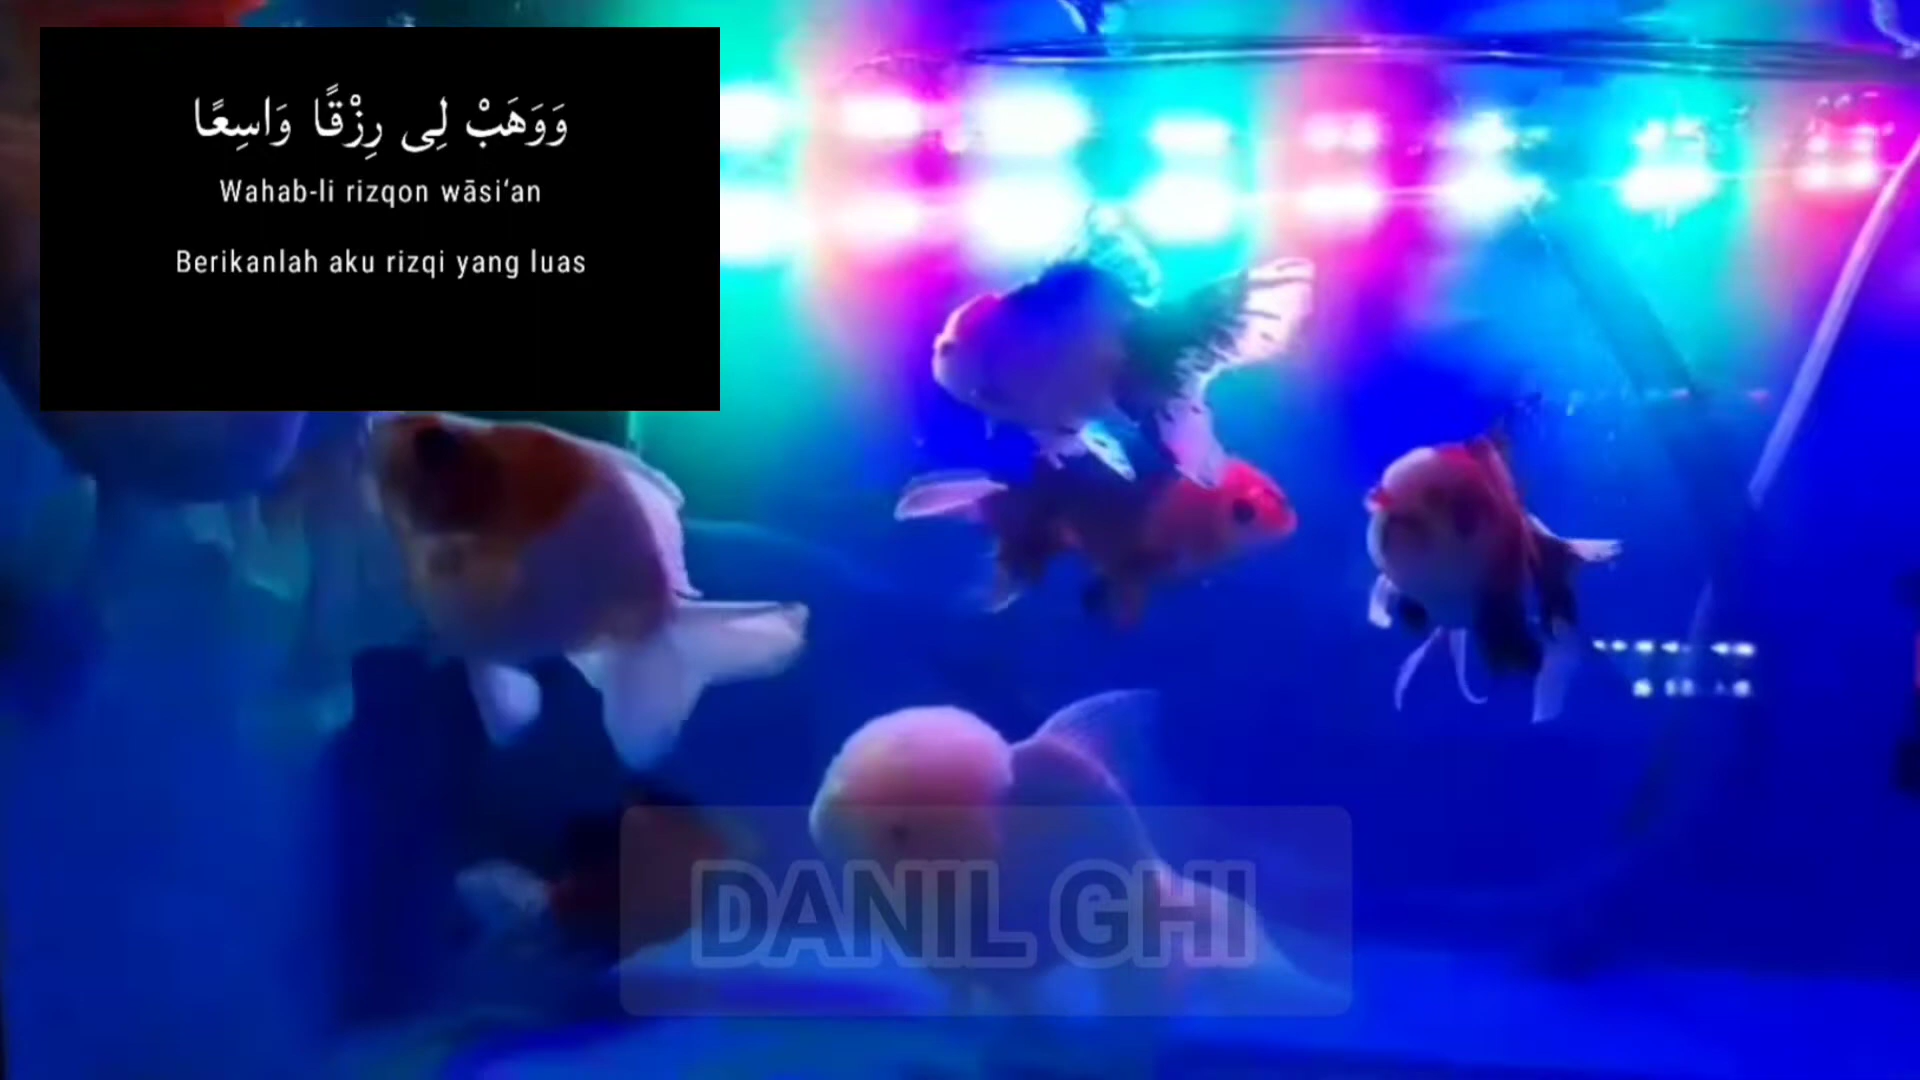 وَوَهَبْ لِى رِزْقًا وَاسِعًا
Wahab-li rizqon wāsi‘an
Berikanlah aku rizqi yang luas
DANIL GHI